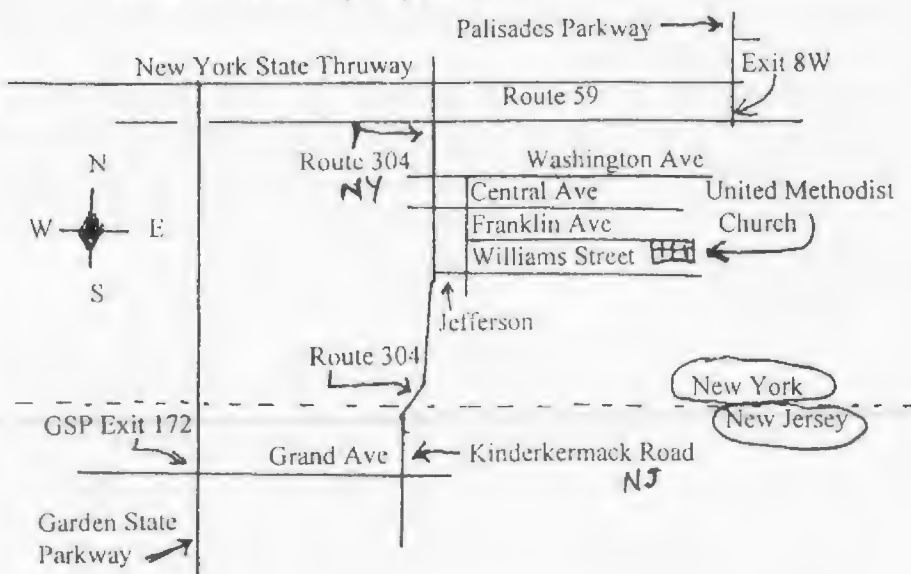 Palisades Parkway
New York State Thruway
Exit 8W
Route 59
Route 304
NY
Washington Ave
Central Ave
United Methodist
Church
Franklin Ave
Williams Street
N
W
E
S
Jefferson
Route 304
New York
New Jersey
GSP Exit 172
Grand Ave
Kinderkermack Road
NJ
Garden State
Parkway